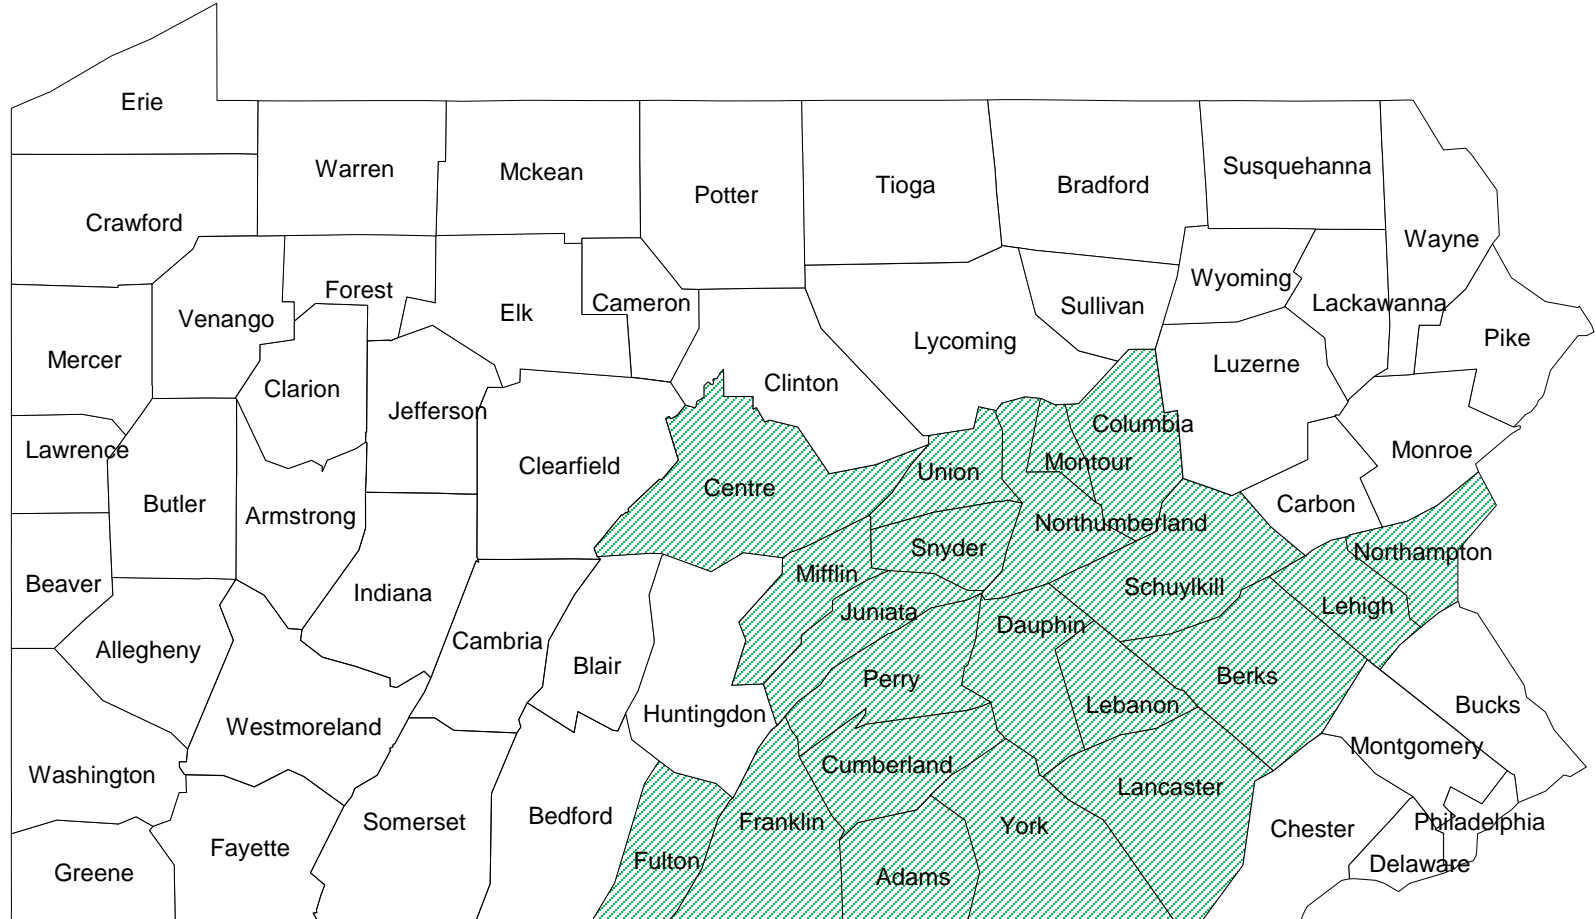 Erie
Warren
Mckean
Potter
Tioga
Bradford
Susquehanna
Crawford
Wayne
Forest
Venango
Elk
Cameron
Wyoming
Lackawanna
Sullivan
Pike
Mercer
Clarion
Jefferson
Clinton
Lycoming
Luzerne
Columbia
Lawrence
Clearfield
Centre
Union
Montour
Monroe
Butler
Armstrong
Carbon
Northumberland
Snyder
Northampton
Beaver
Indiana
Mifflin
Schuylkill
Juniata
Lehigh
Dauphin
Allegheny
Cambria
Blair
Perry
Berks
Lebanon
Bucks
Huntingdon
Westmoreland
Montgomery
Washington
Cumberland
Lancaster
Bedford
Somerset
Franklin
York
Chester
Philadelphia
Fayette
Greene
Fulton
Adams
Delaware